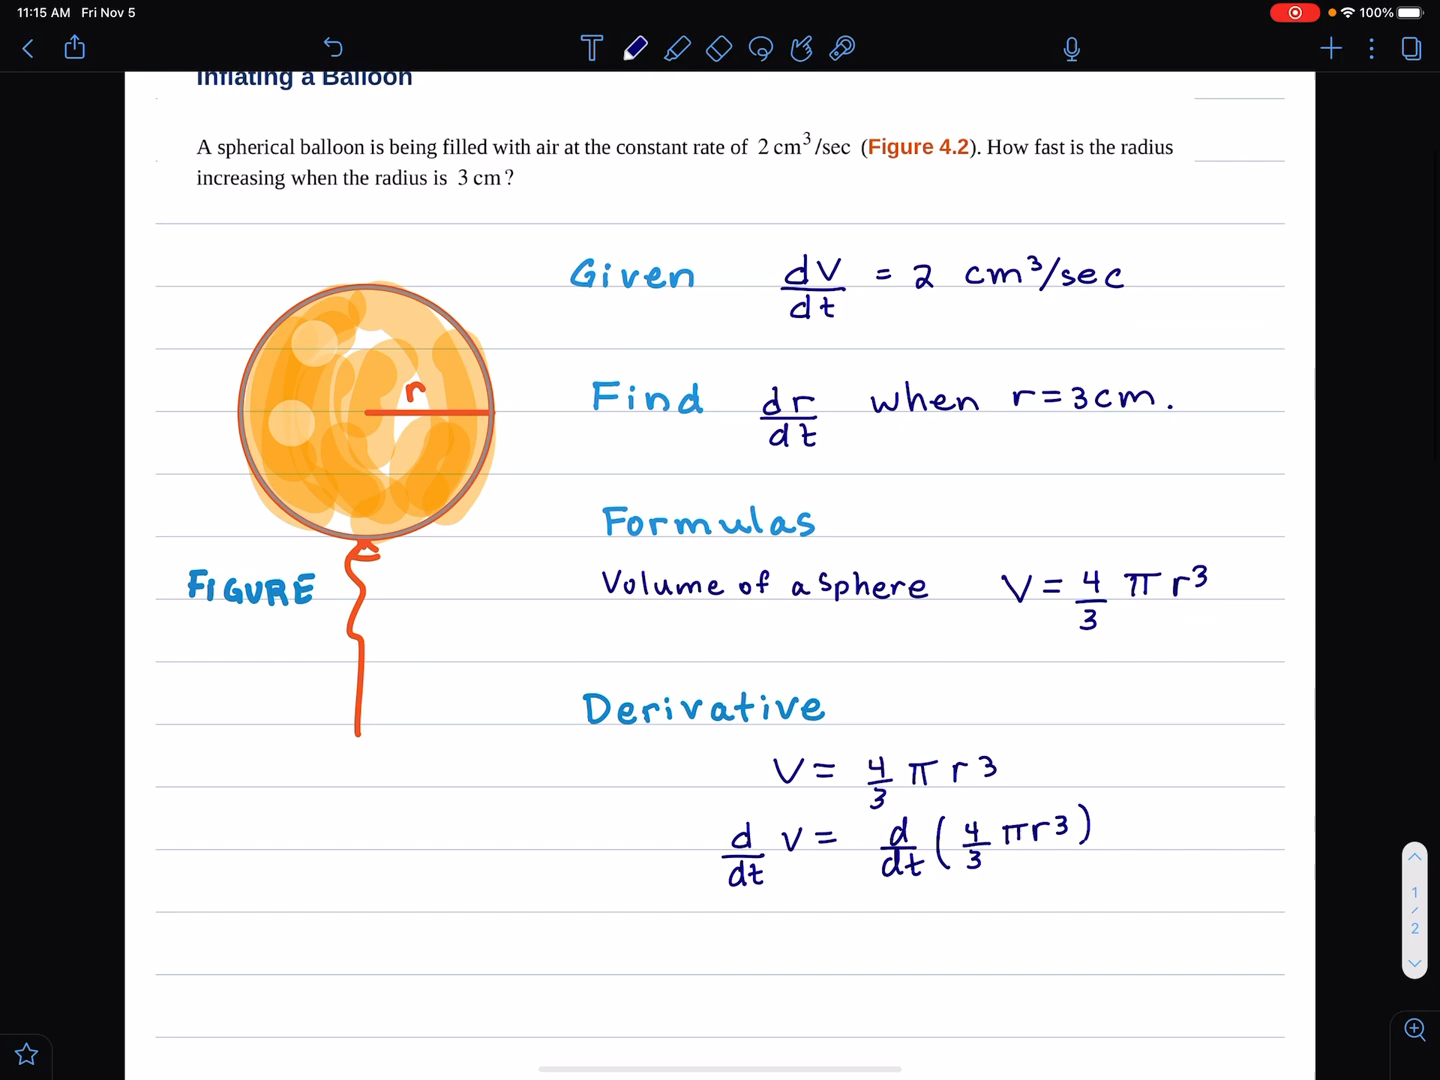 11:15 AM Fri Nov 5
100%
Inflating a Balloon
A spherical balloon is being filled with air at the constant rate of 2 cm³/sec (Figure 4.2). How fast is the radius
increasing when the radius is 3 cm?
Given dV/dt = 2 cm³/sec
r
Find dr/dt when r=3cm.
Formulas
FIGURE
Volume of a sphere V = 4/3 π r³
Derivative
V = 4/3 π r³
d/dt V = d/dt (4/3 πr³)
1
/
2